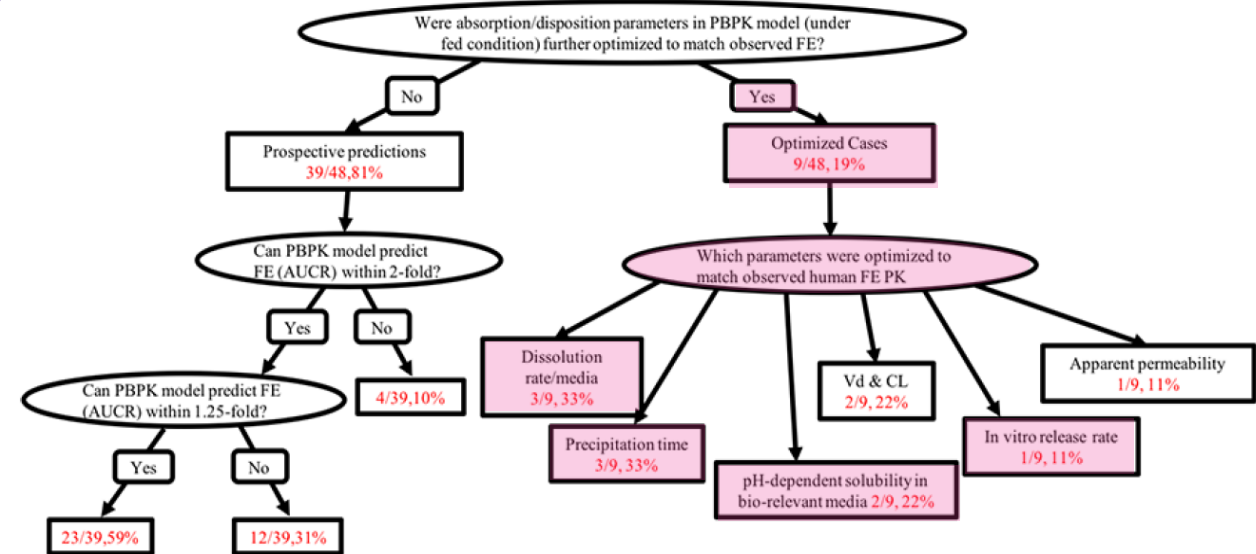 Were absorption/disposition parameters in PBPK model (under
fed condition) further optimized to match observed FE?
No
Yes
Prospective predictions
39/48,81%
Optimized Cases
9/48, 19%
Can PBPK model predict
FE (AUCR) within 2-fold?
Which parameters were optimized to
match observed human FE PK
Yes
No
Dissolution
rate/media
3/9, 33%
Vd & CL
2/9, 22%
Apparent permeability
1/9, 11%
Can PBPK model predict FE
(AUCR) within 1.25-fold?
4/39,10%
Precipitation time
3/9, 33%
In vitro release rate
1/9, 11%
Yes
No
pH-dependent solubility in
bio-relevant media 2/9, 22%
23/39,59%
12/39,31%